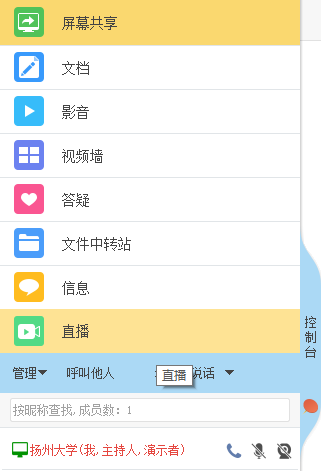 屏幕共享
文档
影音
视频墙
答疑
文件中转站
信息
直播
控制台
管理 呼叫他人 说话
直播
按昵称查找,成员数: 1
扬州大学(我,主持人,演示者)